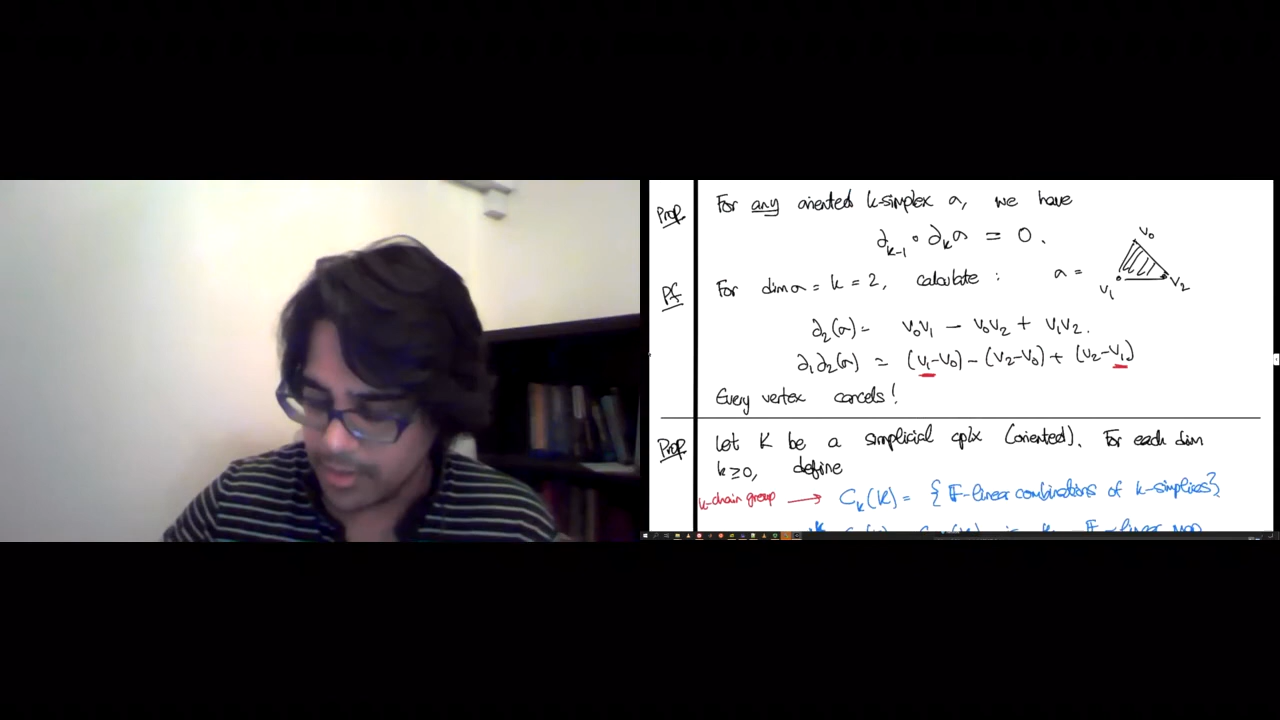 Prop For any oriented k-simplex σ, we have
∂ₖ₋₁ ∘ ∂ₖσ = 0.
Pf For dim σ = k = 2, calculate : σ =
v₀
v₁
v₂
∂₂(σ) = v₀v₁ − v₀v₂ + v₁v₂.
∂₁∂₂(σ) = (v₁−v₀) − (v₂−v₀) + (v₂−v₁)
Every vertex cancels!
Prop Let K be a simplicial cplx (oriented). For each dim
k ≥ 0, define
k-chain group → Cₖ(K) = { 𝔽-linear combinations of k-simplices}